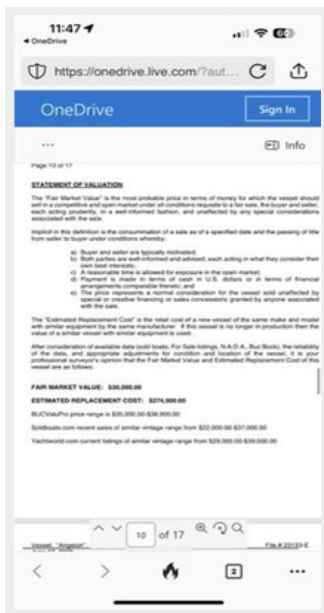 11:47
◄ OneDrive
https://onedrive.live.com/?aut...
OneDrive
Sign In
...
Info
Page 10 of 17
STATEMENT OF VALUATION
The "Fair Market Value" is the most probable price in terms of money for which the vessel should
sell in a competitive and open market under all conditions requisite to a fair sale, the buyer and seller,
each acting prudently, in a well-informed fashion, and unaffected by any special considerations
associated with the sale.
Implicit in this definition is the consummation of a sale as of a specified date and the passing of title
from seller to buyer under conditions whereby:
a) Buyer and seller are typically motivated;
b) Both parties are well-informed and advised, each acting in what they consider their
own best interests;
c) A reasonable time is allowed for exposure in the open market;
d) Payment is made in terms of cash in U.S. dollars or in terms of financial
arrangements comparable thereto; and
e) The price represents a normal consideration for the vessel sold unaffected by
special or creative financing or sales concessions granted by anyone associated
with the sale.
The "Estimated Replacement Cost" is the retail cost of a new vessel of the same make and model
with similar equipment by the same manufacturer. If this vessel is no longer in production then the
value of a similar vessel with similar equipment is used.
After consideration of available data (sold boats, For Sale listings, N.A.D.A., Buc Book), the reliability
of the data, and appropriate adjustments for condition and location of the vessel, it is your
professional surveyor's opinion that the Fair Market Value and Estimated Replacement Cost of this
vessel are as follows:
FAIR MARKET VALUE: $35,000.00
ESTIMATED REPLACEMENT COST: $274,500.00
BUCValuPro price range is $35,000.00-$38,900.00
Soldboats.com recent sales of similar vintage range from $22,000.00-$37,000.00
Yachtworld.com current listings of similar vintage range from $29,000.00-$39,000.00
10 of 17
Vessel: "Angelon"
File # 23133-E
2
...